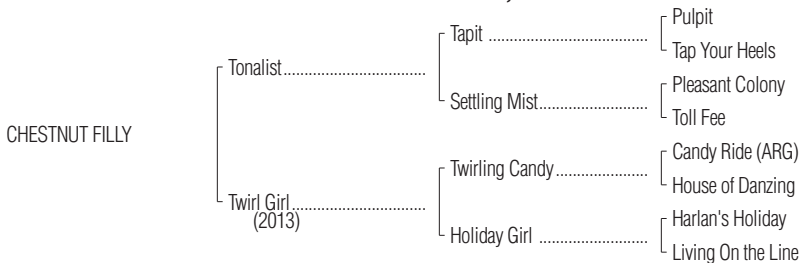 Pulpit
Tapit ........................................
Tap Your Heels
Tonalist....................................
Pleasant Colony
Settling Mist............................
Toll Fee
CHESTNUT FILLY
Candy Ride (ARG)
Twirling Candy.......................
House of Danzing
Twirl Girl..................................
(2013)
Harlan's Holiday
Holiday Girl ...........................
Living On the Line